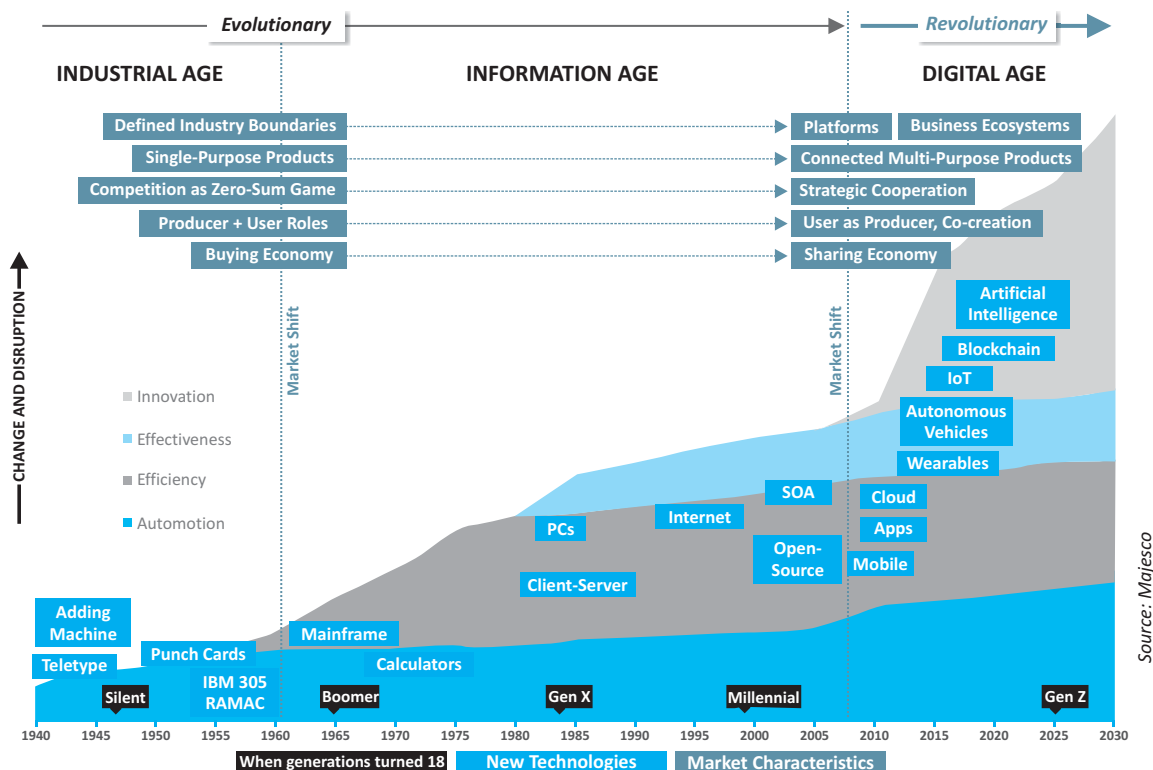 Evolutionary
Revolutionary
INDUSTRIAL AGE
INFORMATION AGE
DIGITAL AGE
Defined Industry Boundaries
Platforms
Business Ecosystems
Single-Purpose Products
Connected Multi-Purpose Products
Competition as Zero-Sum Game
Strategic Cooperation
Producer + User Roles
User as Producer, Co-creation
Buying Economy
Sharing Economy
CHANGE AND DISRUPTION
Market Shift
Market Shift
Artificial
Intelligence
Blockchain
IoT
Autonomous
Vehicles
Wearables
Innovation
Effectiveness
Efficiency
Automotion
SOA
Cloud
PCs
Internet
Apps
Open-
Source
Mobile
Client-Server
Adding
Machine
Mainframe
Teletype
Punch Cards
Calculators
IBM 305
RAMAC
Silent
Boomer
Gen X
Millennial
Gen Z
1940 1945 1950 1955 1960 1965 1970 1975 1980 1985 1990 1995 2000 2005 2010 2015 2020 2025 2030
When generations turned 18
New Technologies
Market Characteristics
Source: Majesco